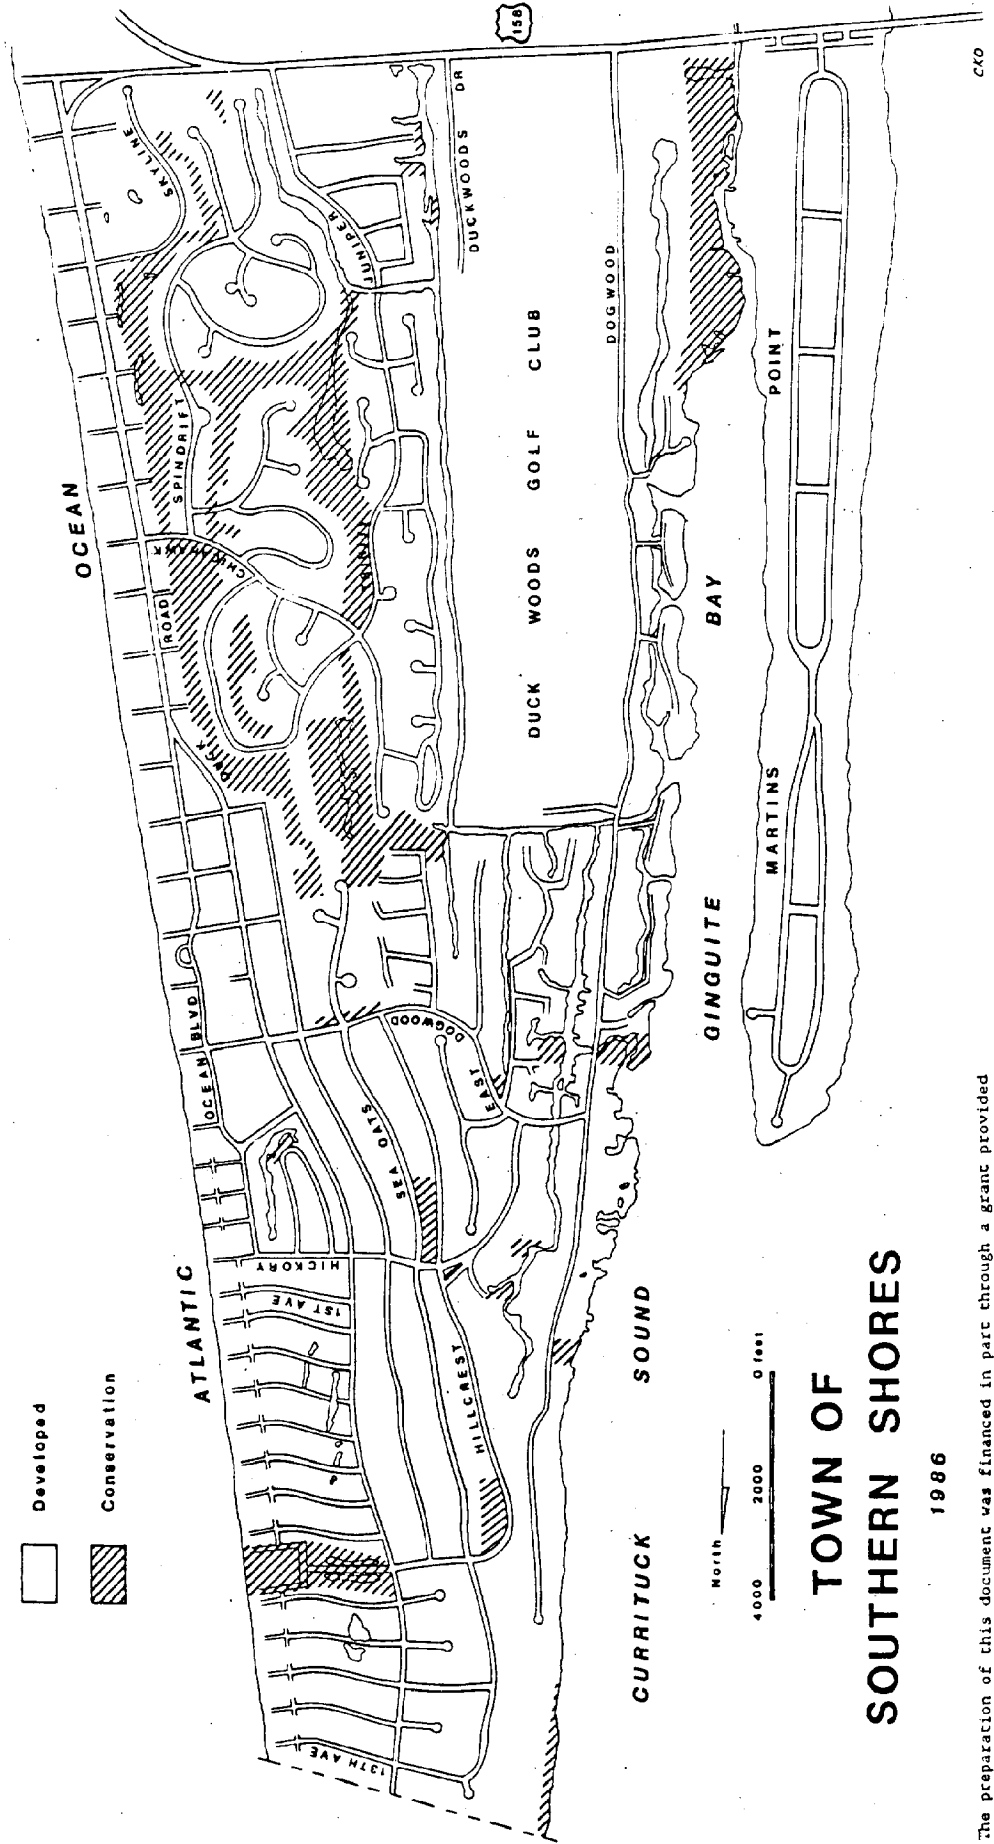 Developed
Conservation
ATLANTIC
OCEAN
158
13TH AVE
1ST AVE
HICKORY
OCEAN BLVD
DUCK
ROAD
CHICAHAWK
SPINDRIFT
SKYLINE
JUNIPER
DUCKWOODS DR
HILLCREST
SEA OATS
EAST
DOGWOOD
DUCK WOODS GOLF CLUB
DOGWOOD
CURRITUCK SOUND
GINGUITE BAY
MARTINS POINT
North
4000 2000 0 feet
TOWN OF
SOUTHERN SHORES
1986
CKO
The preparation of this document was financed in part through a grant provided